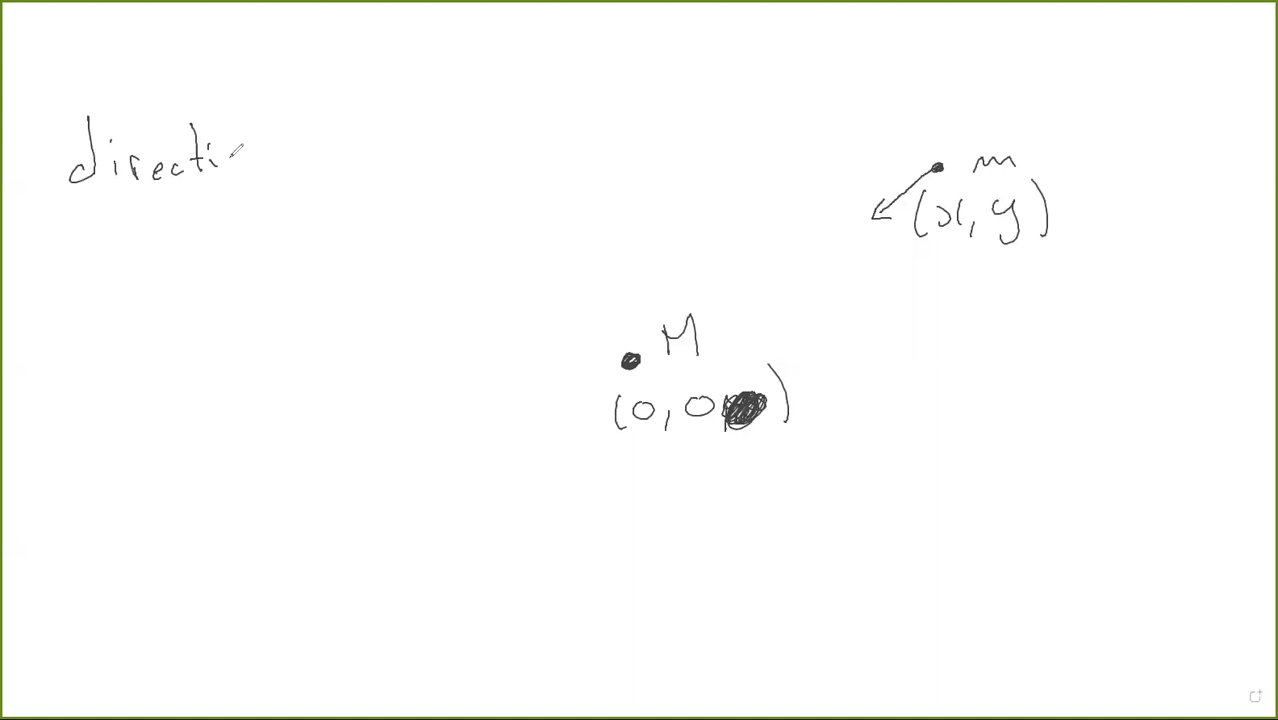 directi
m
(x, y)
M
(0, 0)